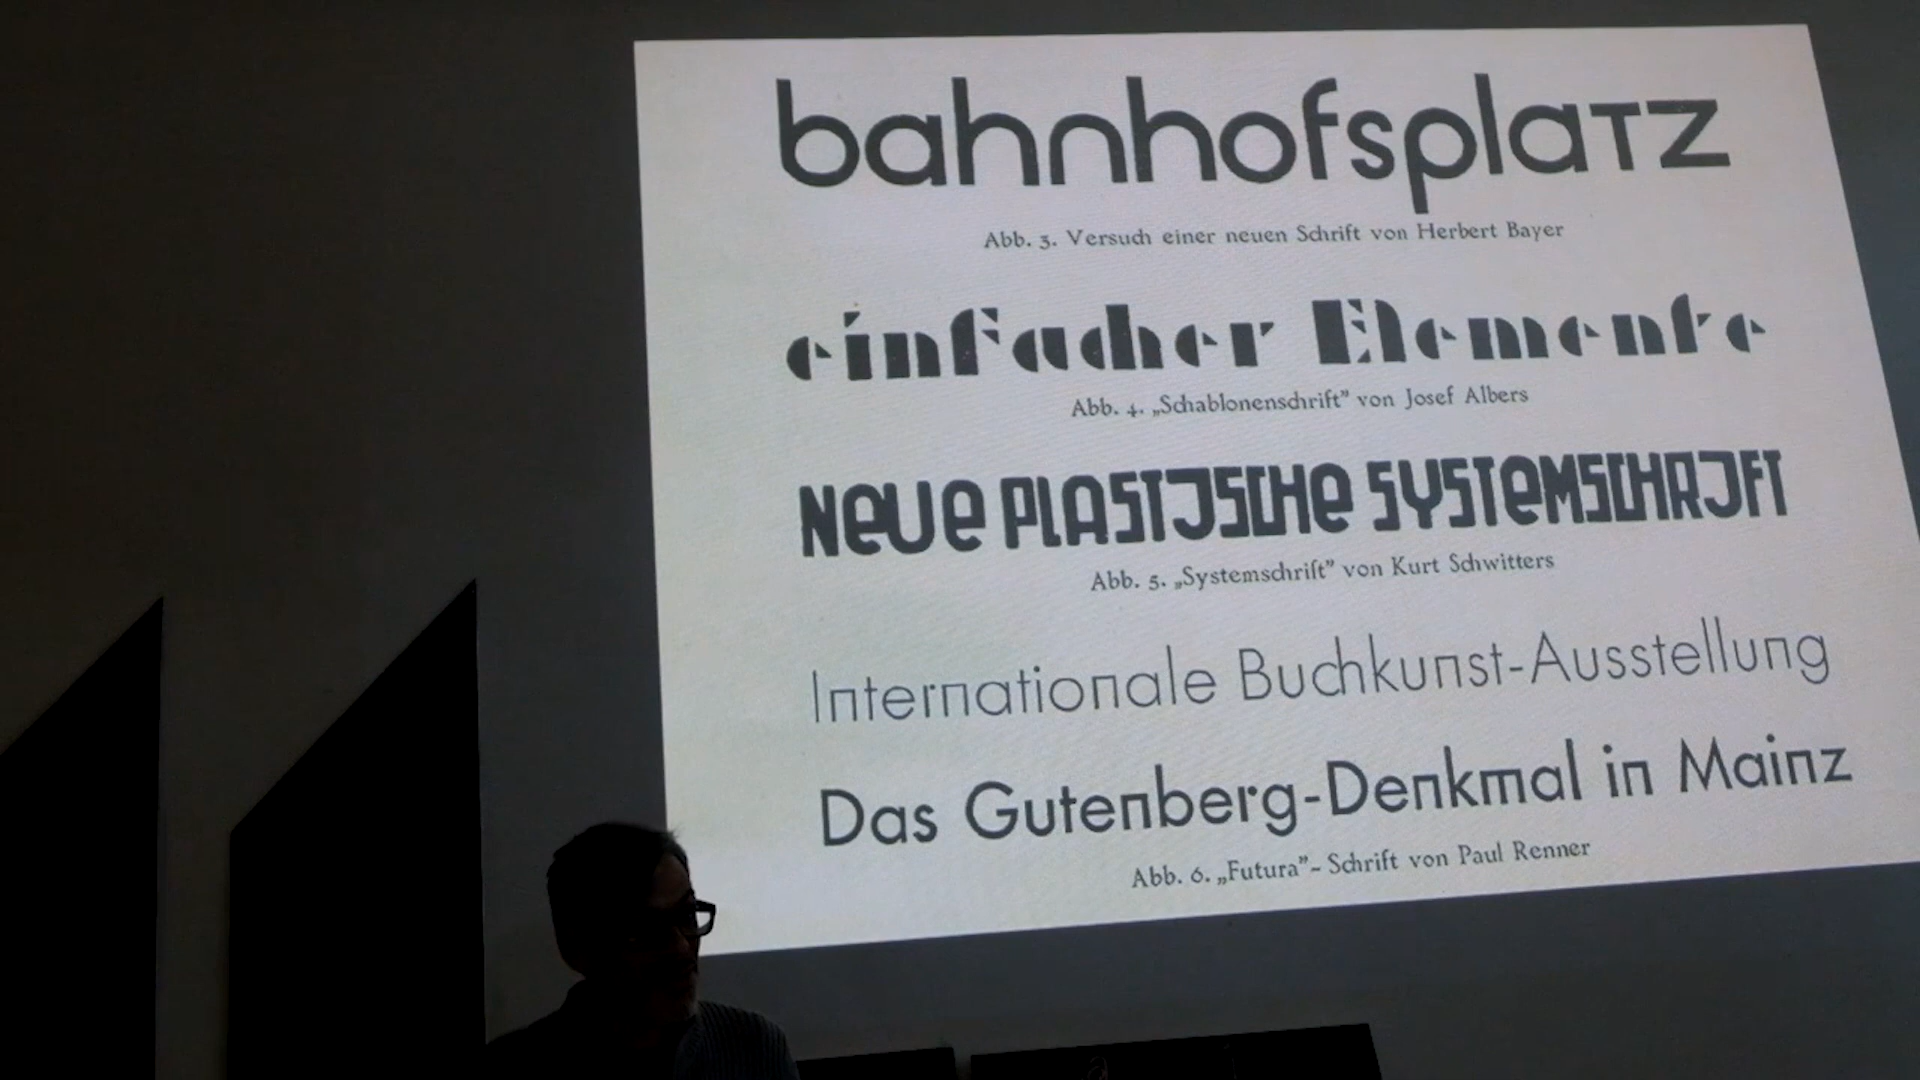 bahnhofsplatz
Abb. 3. Versuch einer neuen Schrift von Herbert Bayer
einfacher Elemente
Abb. 4. „Schablonenschrift” von Josef Albers
NeUe PLASTJSCHe SYSTeMSCHRJFT
Abb. 5. „Systemschrift” von Kurt Schwitters
Internationale Buchkunst-Ausstellung
Das Gutenberg-Denkmal in Mainz
Abb. 6. „Futura”- Schrift von Paul Renner